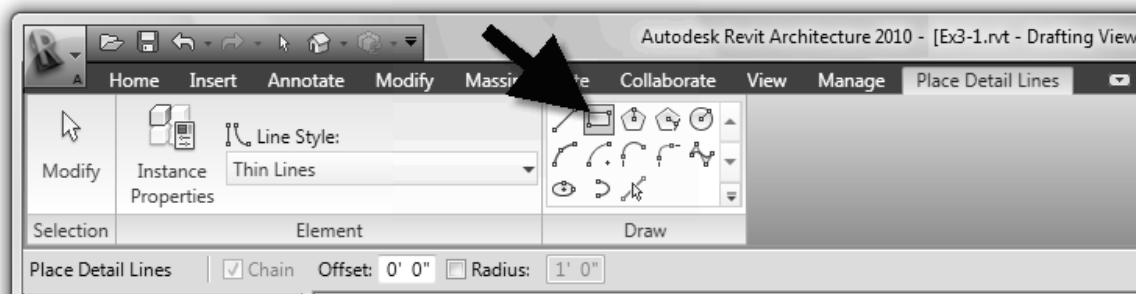 Autodesk Revit Architecture 2010 - [Ex3-1.rvt - Drafting View
A Home Insert Annotate Modify Massin te Collaborate View Manage Place Detail Lines
Line Style:
Modify Instance Properties Thin Lines
Selection Element Draw
Place Detail Lines Chain Offset: 0' 0" Radius: 1' 0"